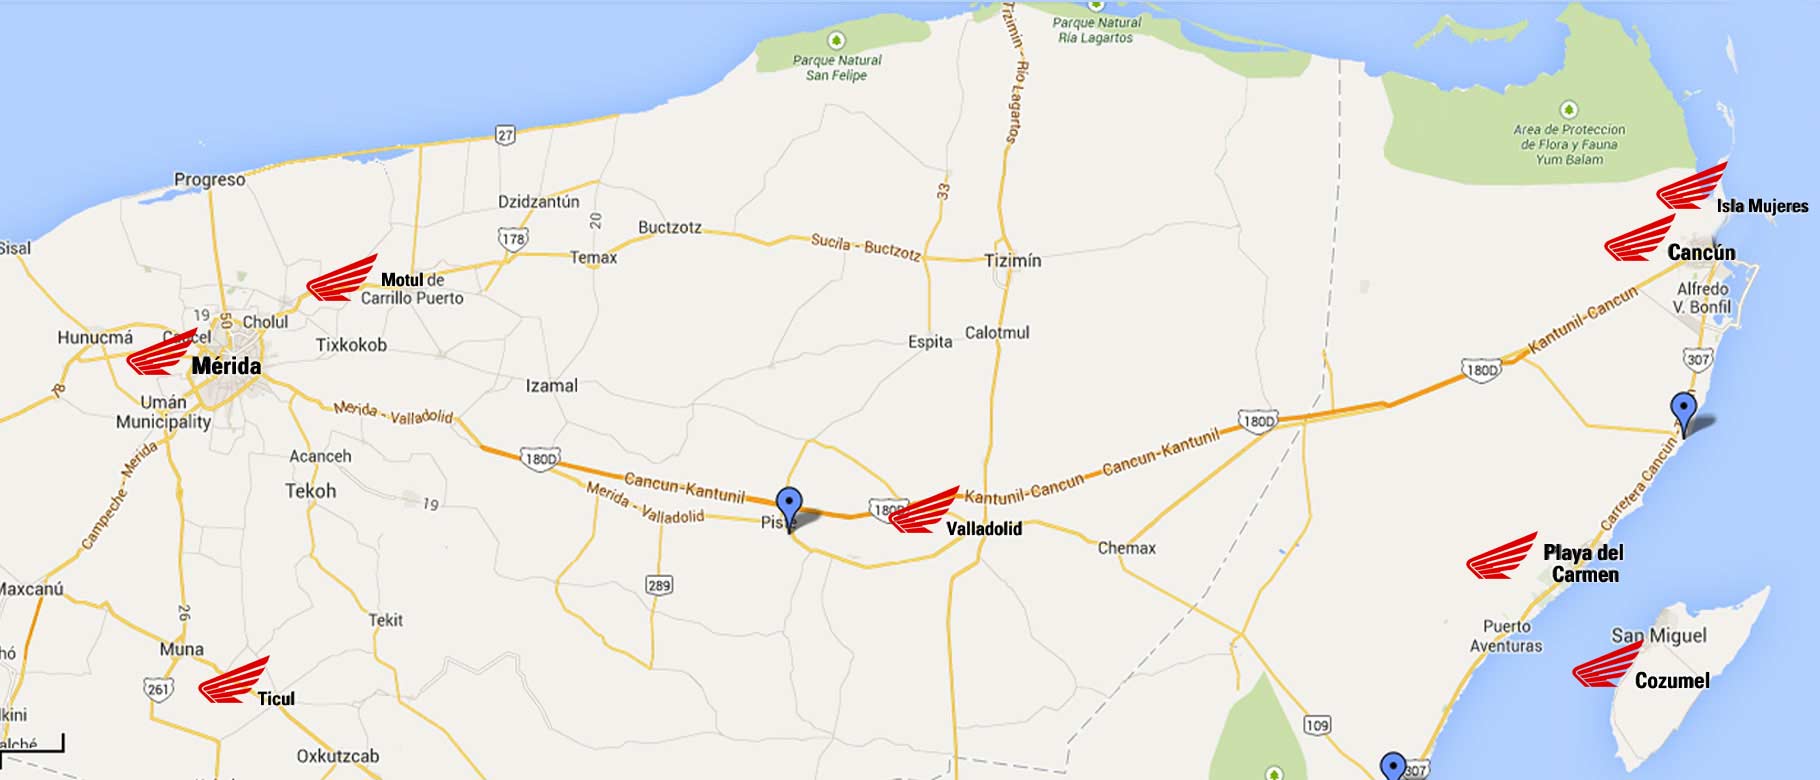 Tizimin - Río Lagartos
Parque Natural
Ría Lagartos
Parque Natural
San Felipe
27
Area de Proteccion
de Flora y Fauna
Yum Balam
Progreso
Dzidzantún
33
20
Isla Mujeres
Buctzotz
178
Sucila - Buctzotz
Sisal
Temax
Tizimín
Cancún
Motul de
Carrillo Puerto
Alfredo
V. Bonfil
19
50
Cholul
Kantunil-Cancun
Hunucmá
Tixkokob
Espita
Calotmul
307
Mérida
180D
Izamal
78
Umán
Municipality
Merida - Valladolid
180D
Acanceh
180D
Cancun-Kantunil
Campeche - Merida
Tekoh
19
Cancun-Kantunil
Merida - Valladolid
Kantunil-Cancun
Carretera Cancún -
Piste
180D
Valladolid
Chemax
Playa del
Carmen
Maxcanú
289
26
Tekit
Puerto
Aventuras
San Miguel
Muna
hó
261
Ticul
Cozumel
lkini
109
alché
Oxkutzcab
307